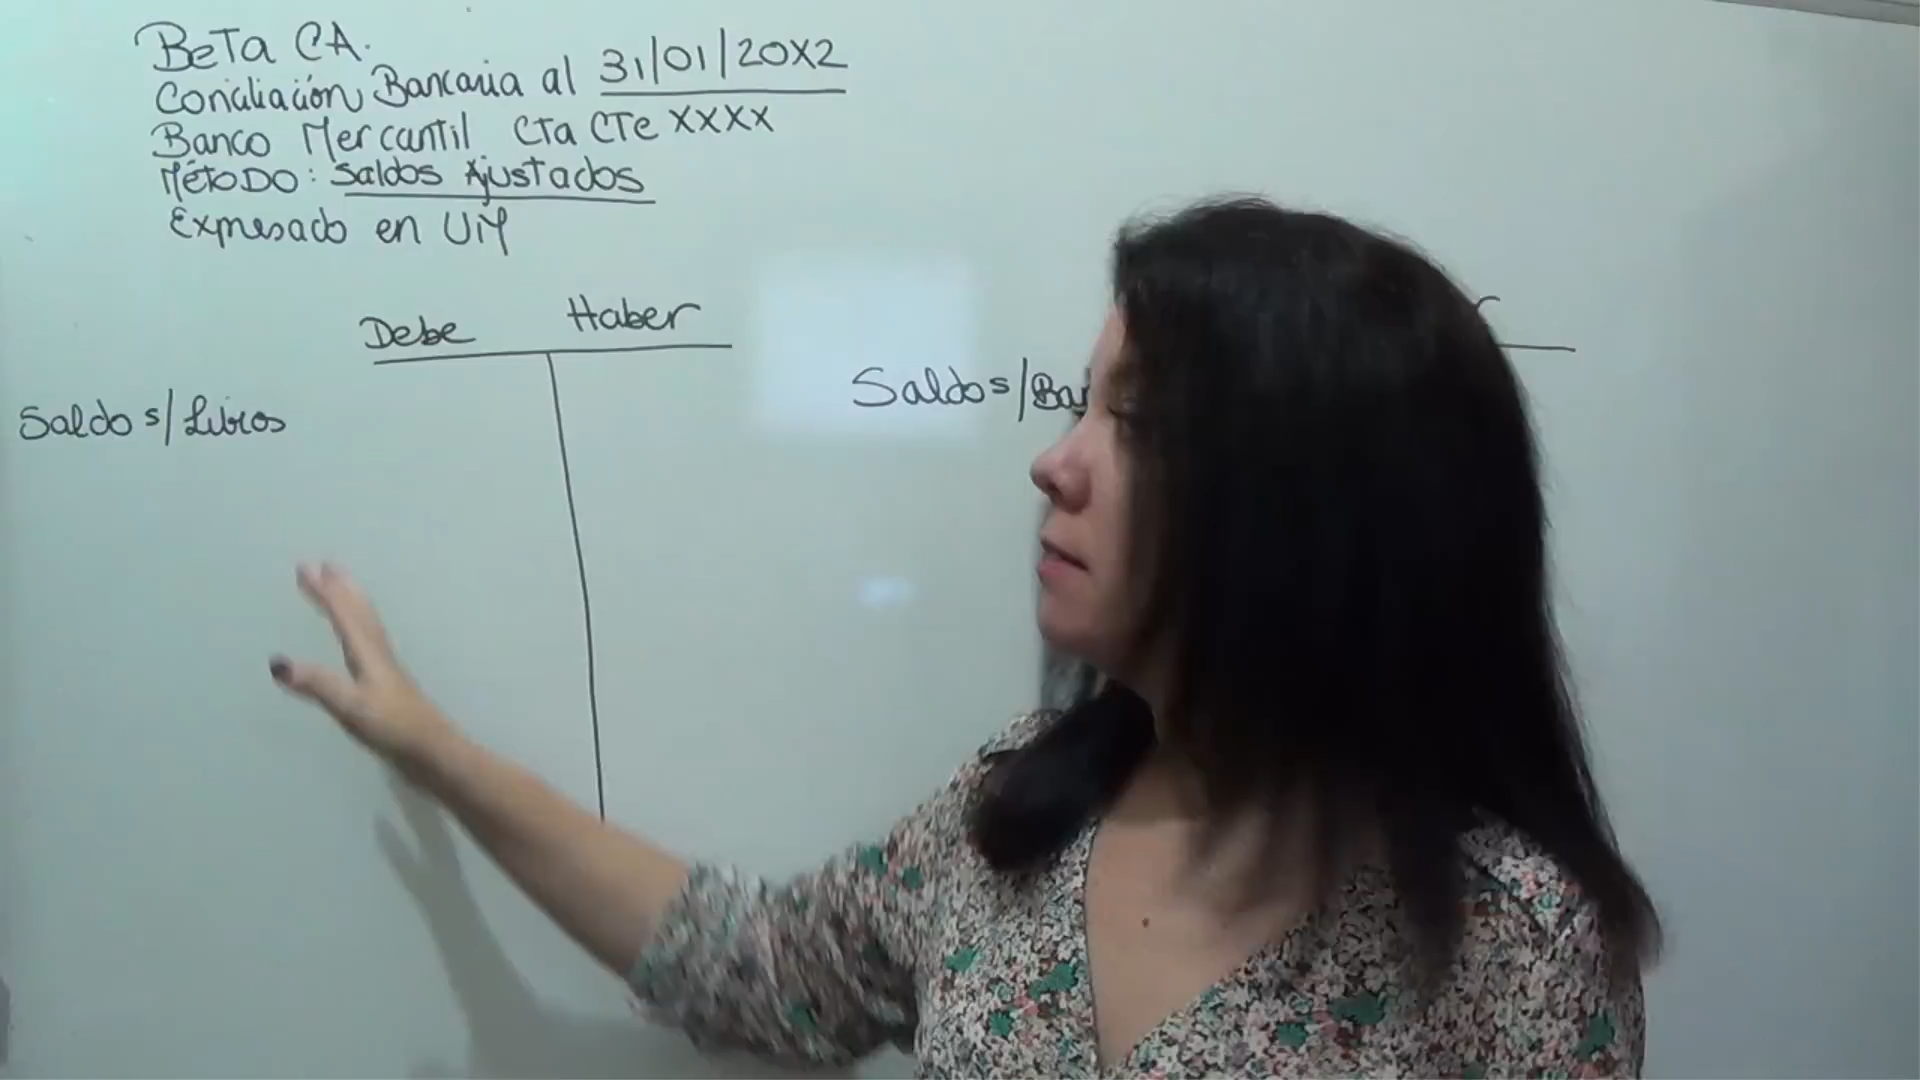 BeTa CA.
Conciliación Bancaria al 31/01/20X2
Banco Mercantil CTa CTe XXXX
MéToDO: Saldos AjusTados
Expresado en UM
Debe Haber
Saldo s/Libros
Saldo s/